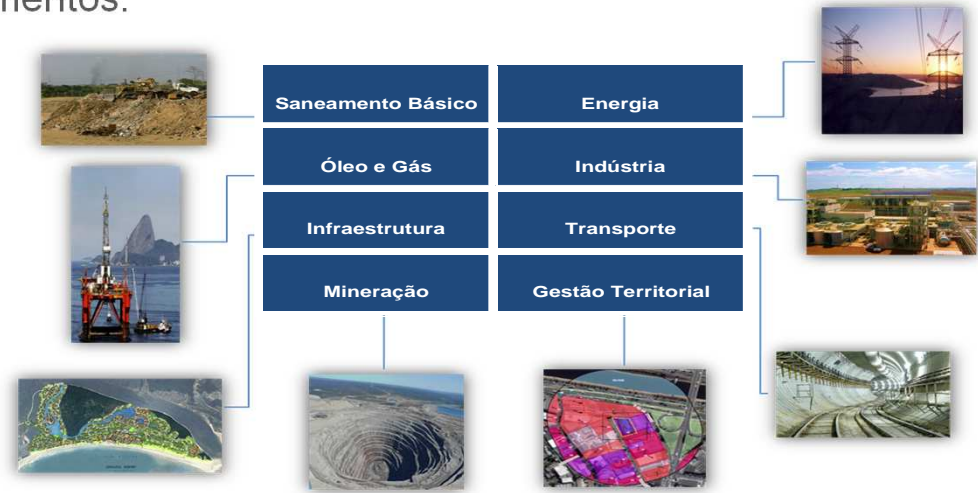 Saneamento Básico
Energia
Óleo e Gás
Indústria
Infraestrutura
Transporte
Mineração
Gestão Territorial